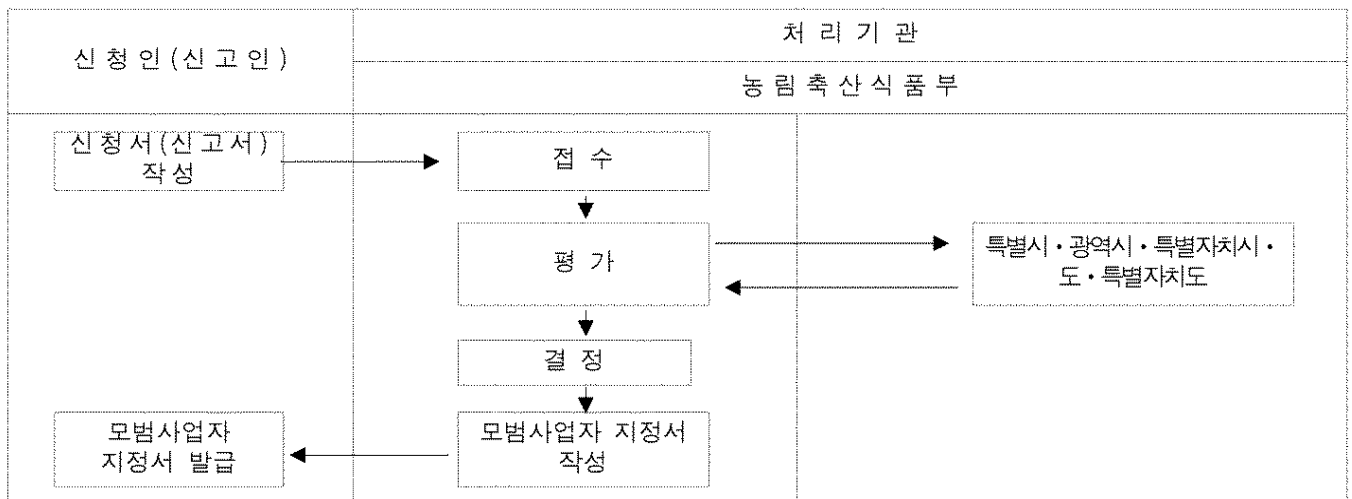 신 청 인 (신 고 인)
처 리 기 관
농 림 축 산 식 품 부
신 청 서 (신 고 서)
작 성
접 수
평 가
특별시・광역시・특별자치시・
도・특별자치도
결 정
모범사업자
지정서 발급
모범사업자 지정서
작성